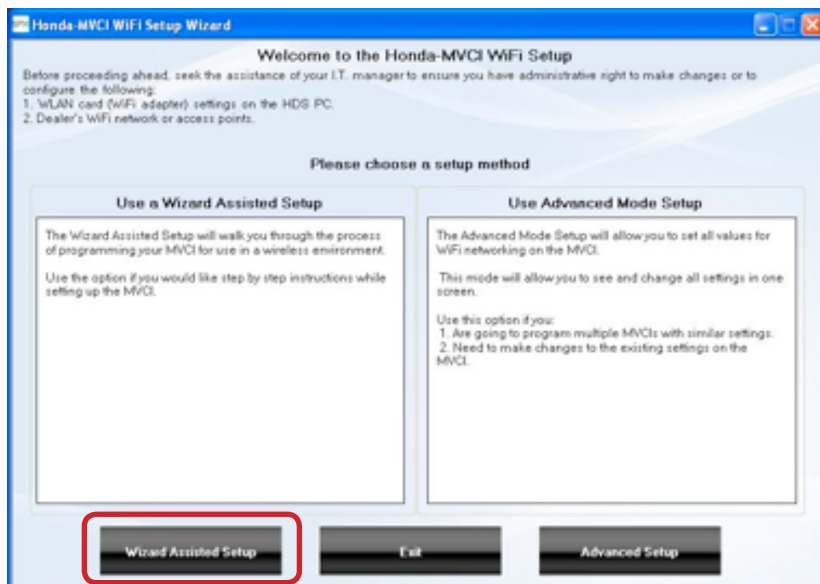 Honda-MVCI WiFi Setup Wizard
Welcome to the Honda-MVCI WiFi Setup
Before proceeding ahead, seek the assistance of your I.T. manager to ensure you have administrative right to make changes or to
configure the following:
1. WLAN card (WiFi adapter) settings on the HDS PC.
2. Dealer's WiFi network or access points.
Please choose a setup method
Use a Wizard Assisted Setup
The Wizard Assisted Setup will walk you through the process
of programming your MVCI for use in a wireless environment.
Use the option if you would like step by step instructions while
setting up the MVCI.
Use Advanced Mode Setup
The Advanced Mode Setup will allow you to set all values for
WiFi networking on the MVCI.
This mode will allow you to see and change all settings in one
screen.
Use this option if you:
1. Are going to program multiple MVCIs with similar settings.
2. Need to make changes to the existing settings on the
MVCI.
Wizard Assisted Setup
Exit
Advanced Setup